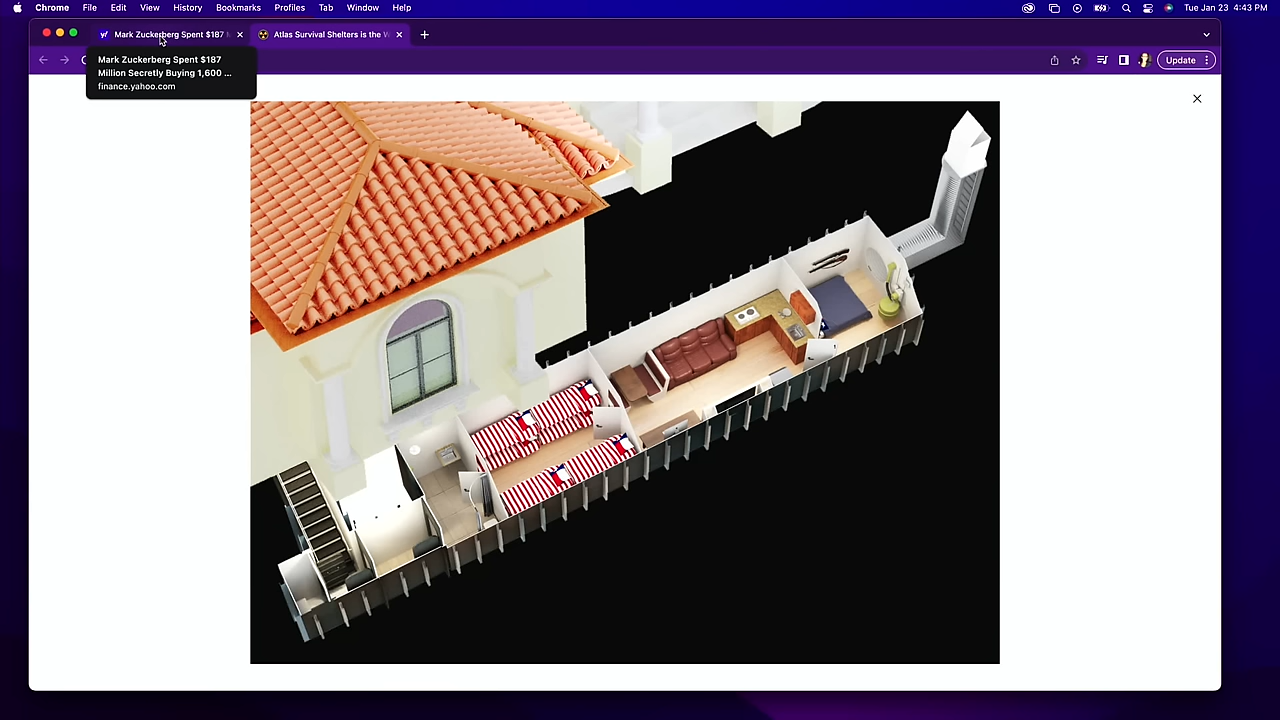 Chrome File Edit View History Bookmarks Profiles Tab Window Help Tue Jan 23 4:43 PM
Mark Zuckerberg Spent $187 Atlas Survival Shelters is the W
Update
Mark Zuckerberg Spent $187
Million Secretly Buying 1,600 ...
finance.yahoo.com